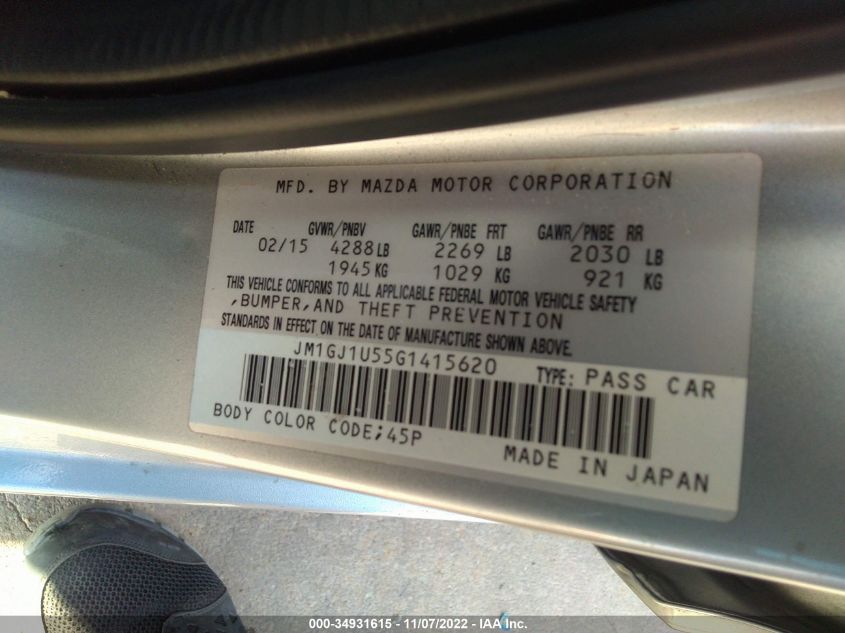 MFD. BY MAZDA MOTOR CORPORATION
DATE GVWR/PNBV GAWR/PNBE FRT GAWR/PNBE RR
02/15 4288 LB 2269 LB 2030 LB
1945 KG 1029 KG 921 KG
THIS VEHICLE CONFORMS TO ALL APPLICABLE FEDERAL MOTOR VEHICLE SAFETY
,BUMPER,AND THEFT PREVENTION
STANDARDS IN EFFECT ON THE DATE OF MANUFACTURE SHOWN ABOVE.
JM1GJ1U55G1415620 TYPE: PASS CAR
BODY COLOR CODE;45P
MADE IN JAPAN
000-34931615 - 11/07/2022 - IAA Inc.